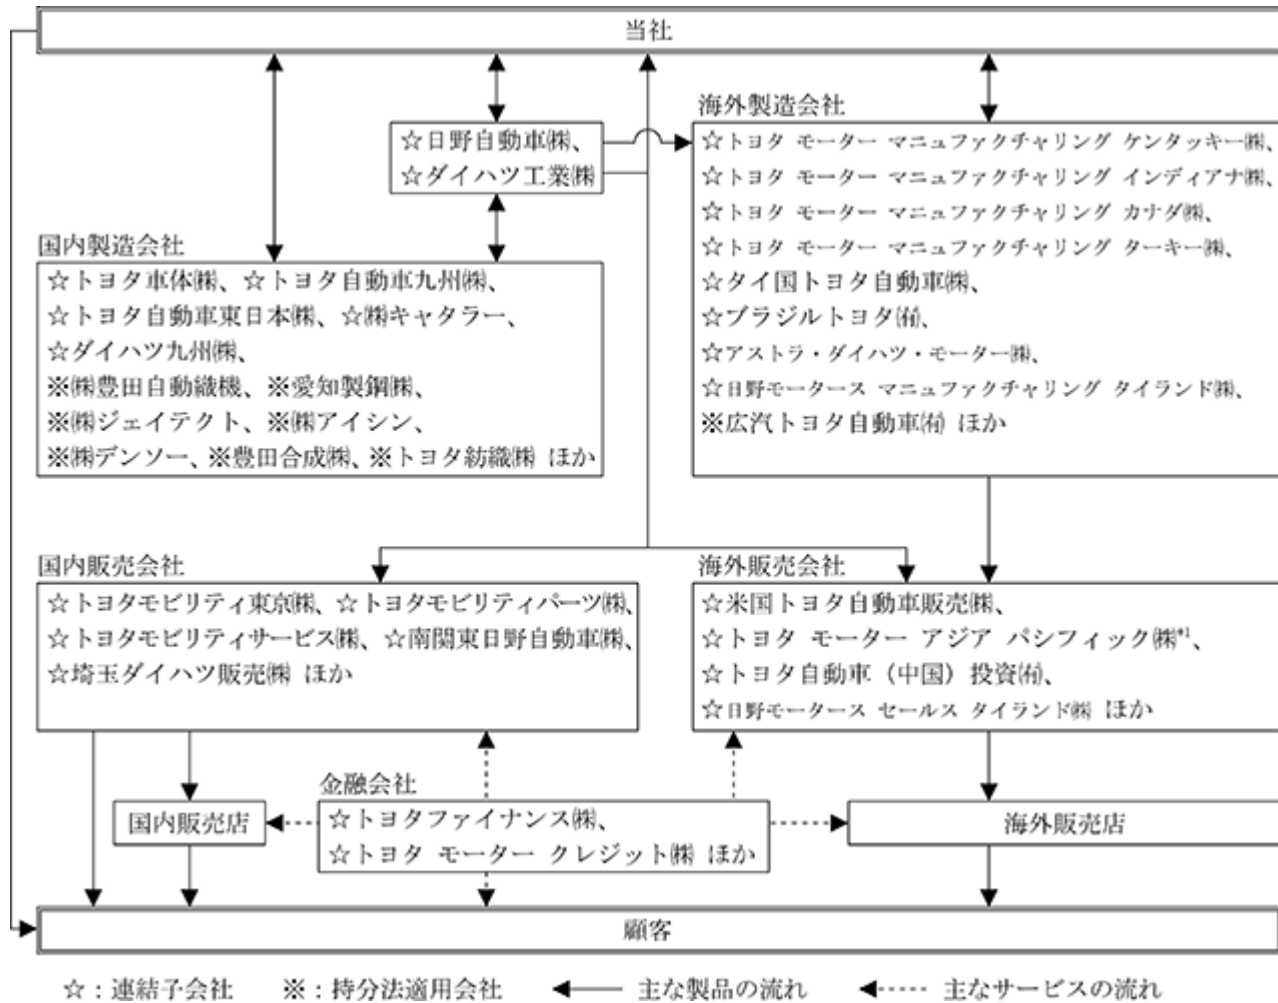 当社
海外製造会社
☆日野自動車㈱、
☆ダイハツ工業㈱
☆トヨタ モーター マニュファクチャリング ケンタッキー㈱、
☆トヨタ モーター マニュファクチャリング インディアナ㈱、
☆トヨタ モーター マニュファクチャリング カナダ㈱、
☆トヨタ モーター マニュファクチャリング ターキー㈱、
☆タイ国トヨタ自動車㈱、
☆ブラジルトヨタ㈲、
☆アストラ・ダイハツ・モーター㈱、
☆日野モータース マニュファクチャリング タイランド㈱、
※広汽トヨタ自動車㈲ ほか
国内製造会社
☆トヨタ車体㈱、☆トヨタ自動車九州㈱、
☆トヨタ自動車東日本㈱、☆㈱キャタラー、
☆ダイハツ九州㈱、
※㈱豊田自動織機、※愛知製鋼㈱、
※㈱ジェイテクト、※㈱アイシン、
※㈱デンソー、※豊田合成㈱、※トヨタ紡織㈱ ほか
国内販売会社
☆トヨタモビリティ東京㈱、☆トヨタモビリティパーツ㈱、
☆トヨタモビリティサービス㈱、☆南関東日野自動車㈱、
☆埼玉ダイハツ販売㈱ ほか
海外販売会社
☆米国トヨタ自動車販売㈱、
☆トヨタ モーター アジア パシフィック㈱*1、
☆トヨタ自動車（中国）投資㈲、
☆日野モータース セールス タイランド㈱ ほか
金融会社
☆トヨタファイナンス㈱、
☆トヨタ モーター クレジット㈱ ほか
国内販売店
海外販売店
顧客
☆：連結子会社 ※：持分法適用会社 主な製品の流れ 主なサービスの流れ